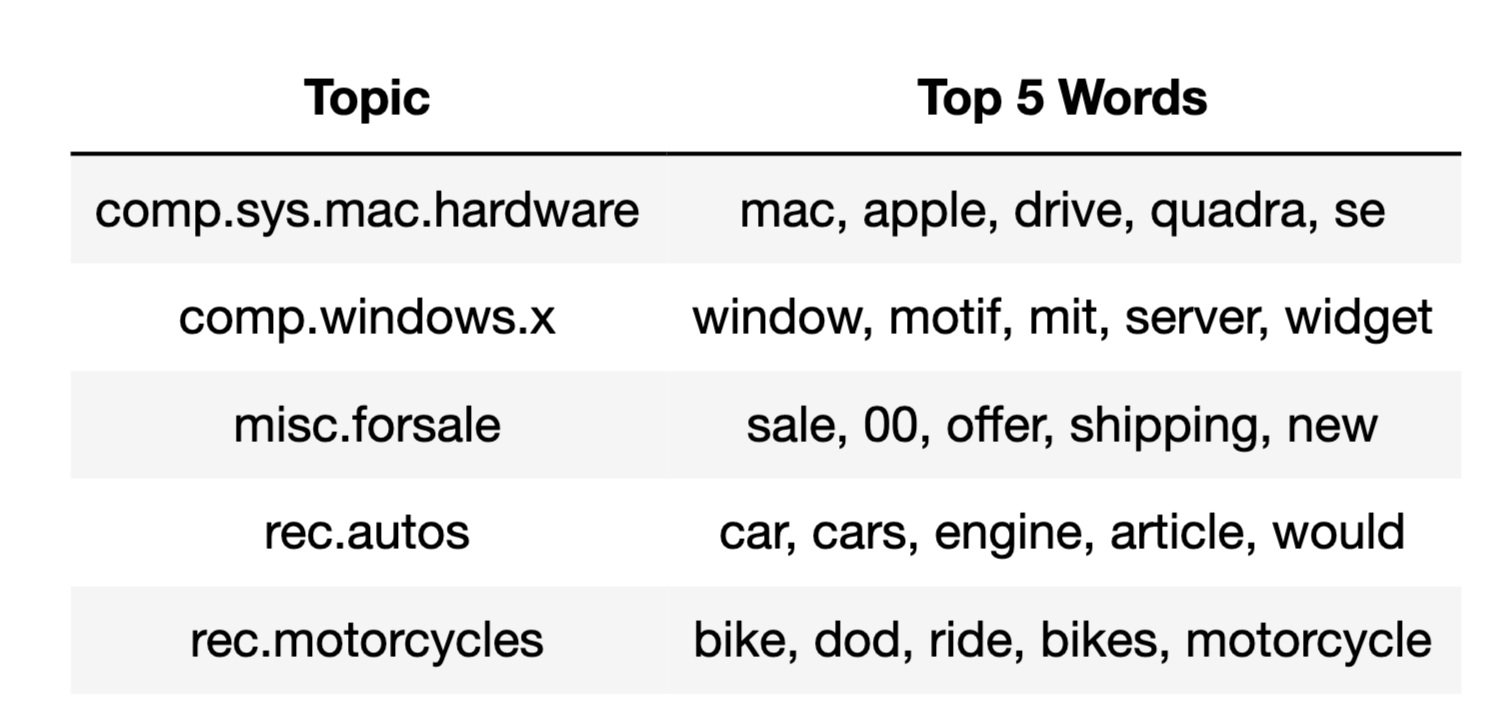 Topic Top 5 Words
comp.sys.mac.hardware mac, apple, drive, quadra, se
comp.windows.x window, motif, mit, server, widget
misc.forsale sale, 00, offer, shipping, new
rec.autos car, cars, engine, article, would
rec.motorcycles bike, dod, ride, bikes, motorcycle